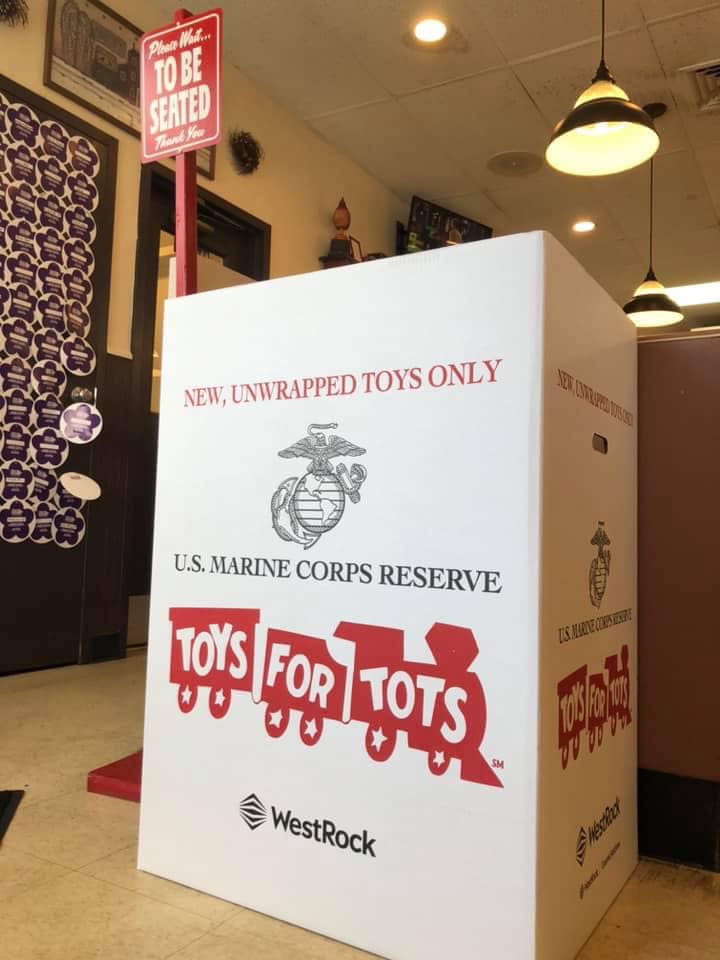 Please Wait...
TO BE
SEATED
Thank You
NEW, UNWRAPPED TOYS ONLY
U.S. MARINE CORPS RESERVE
TOYS FOR TOTS
SM
WestRock
NEW, UNWRAPPED TOYS ONLY
U.S. MARINE CORPS RESERVE
TOYS FOR TOTS
WestRock